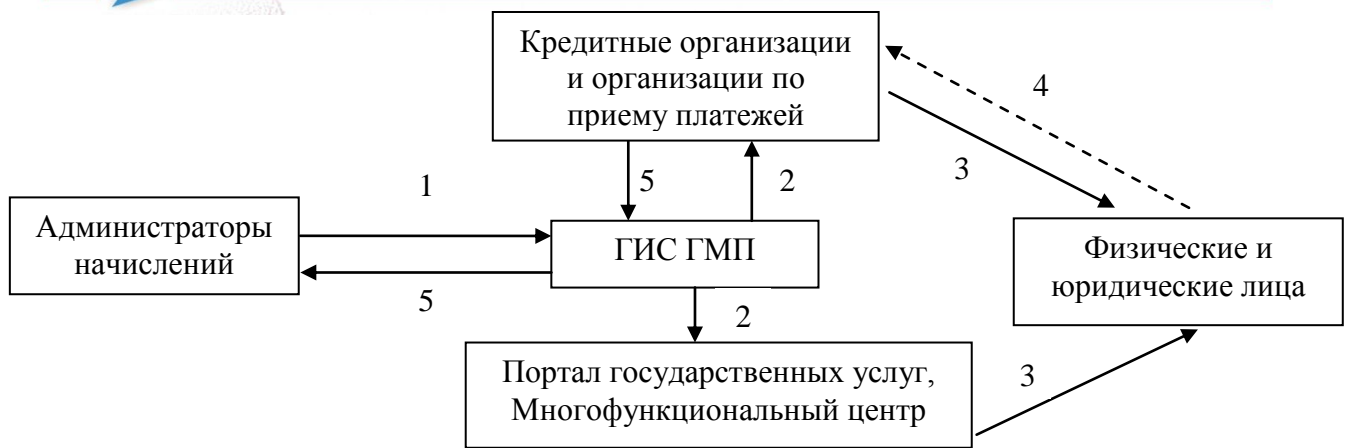 Кредитные организации
и организации по
приему платежей
4
3
5
2
1
Администраторы
начислений
ГИС ГМП
Физические и
юридические лица
5
2
3
Портал государственных услуг,
Многофункциональный центр